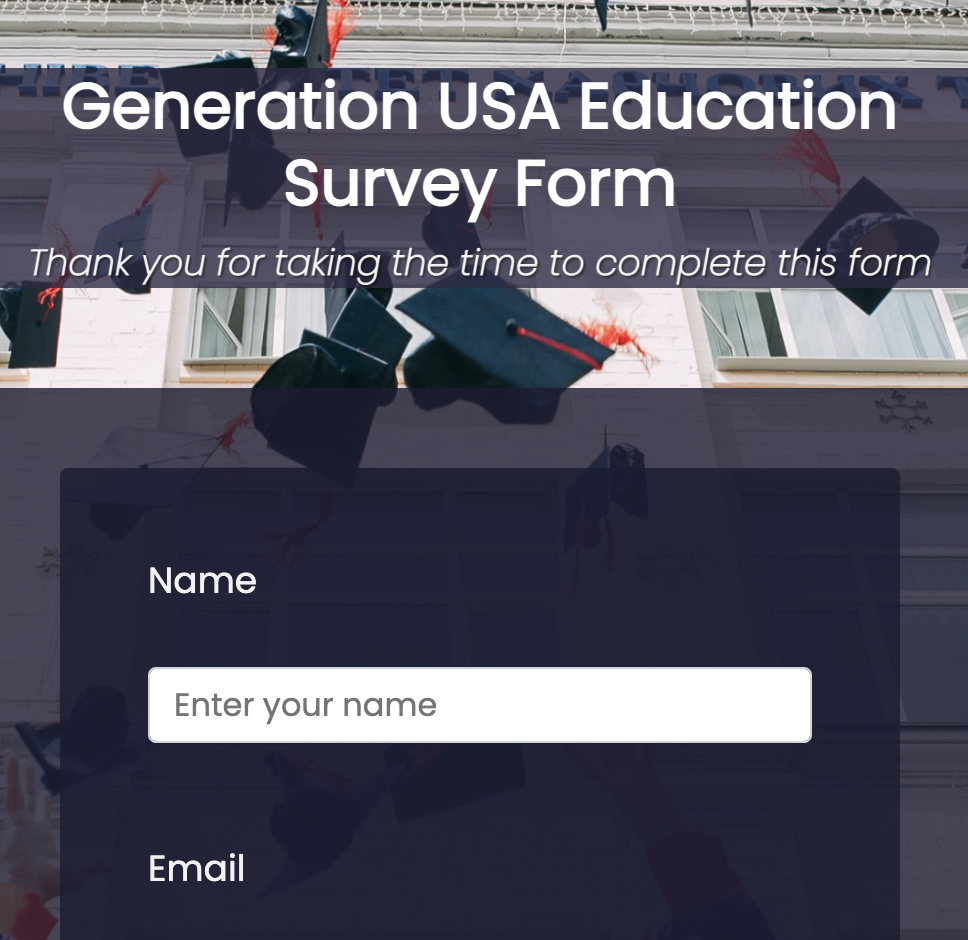 Generation USA Education
Survey Form
Thank you for taking the time to complete this form
Name
Enter your name
Email